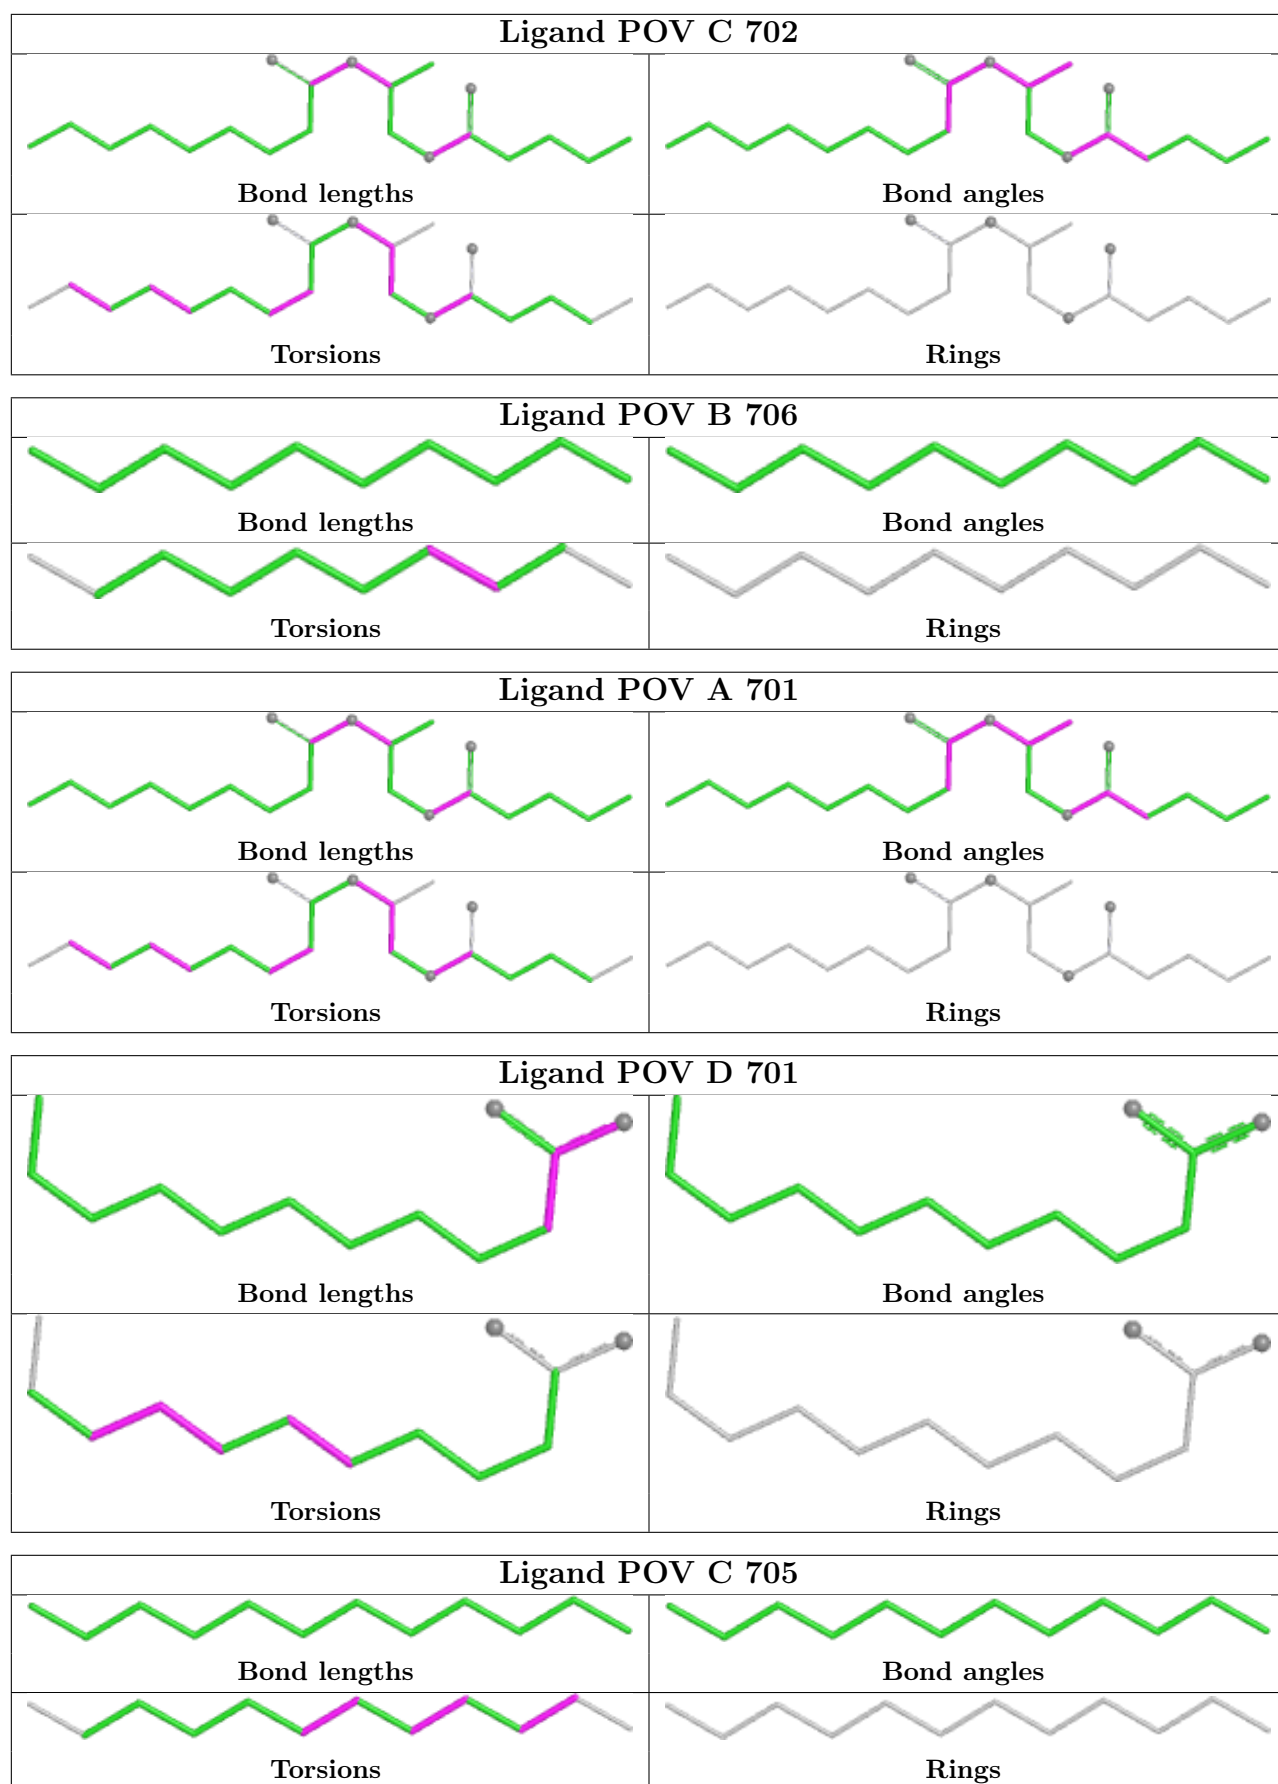 Ligand POV C 702
Bond lengths Bond angles
Torsions Rings
Ligand POV B 706
Bond lengths Bond angles
Torsions Rings
Ligand POV A 701
Bond lengths Bond angles
Torsions Rings
Ligand POV D 701
Bond lengths Bond angles
Torsions Rings
Ligand POV C 705
Bond lengths Bond angles
Torsions Rings